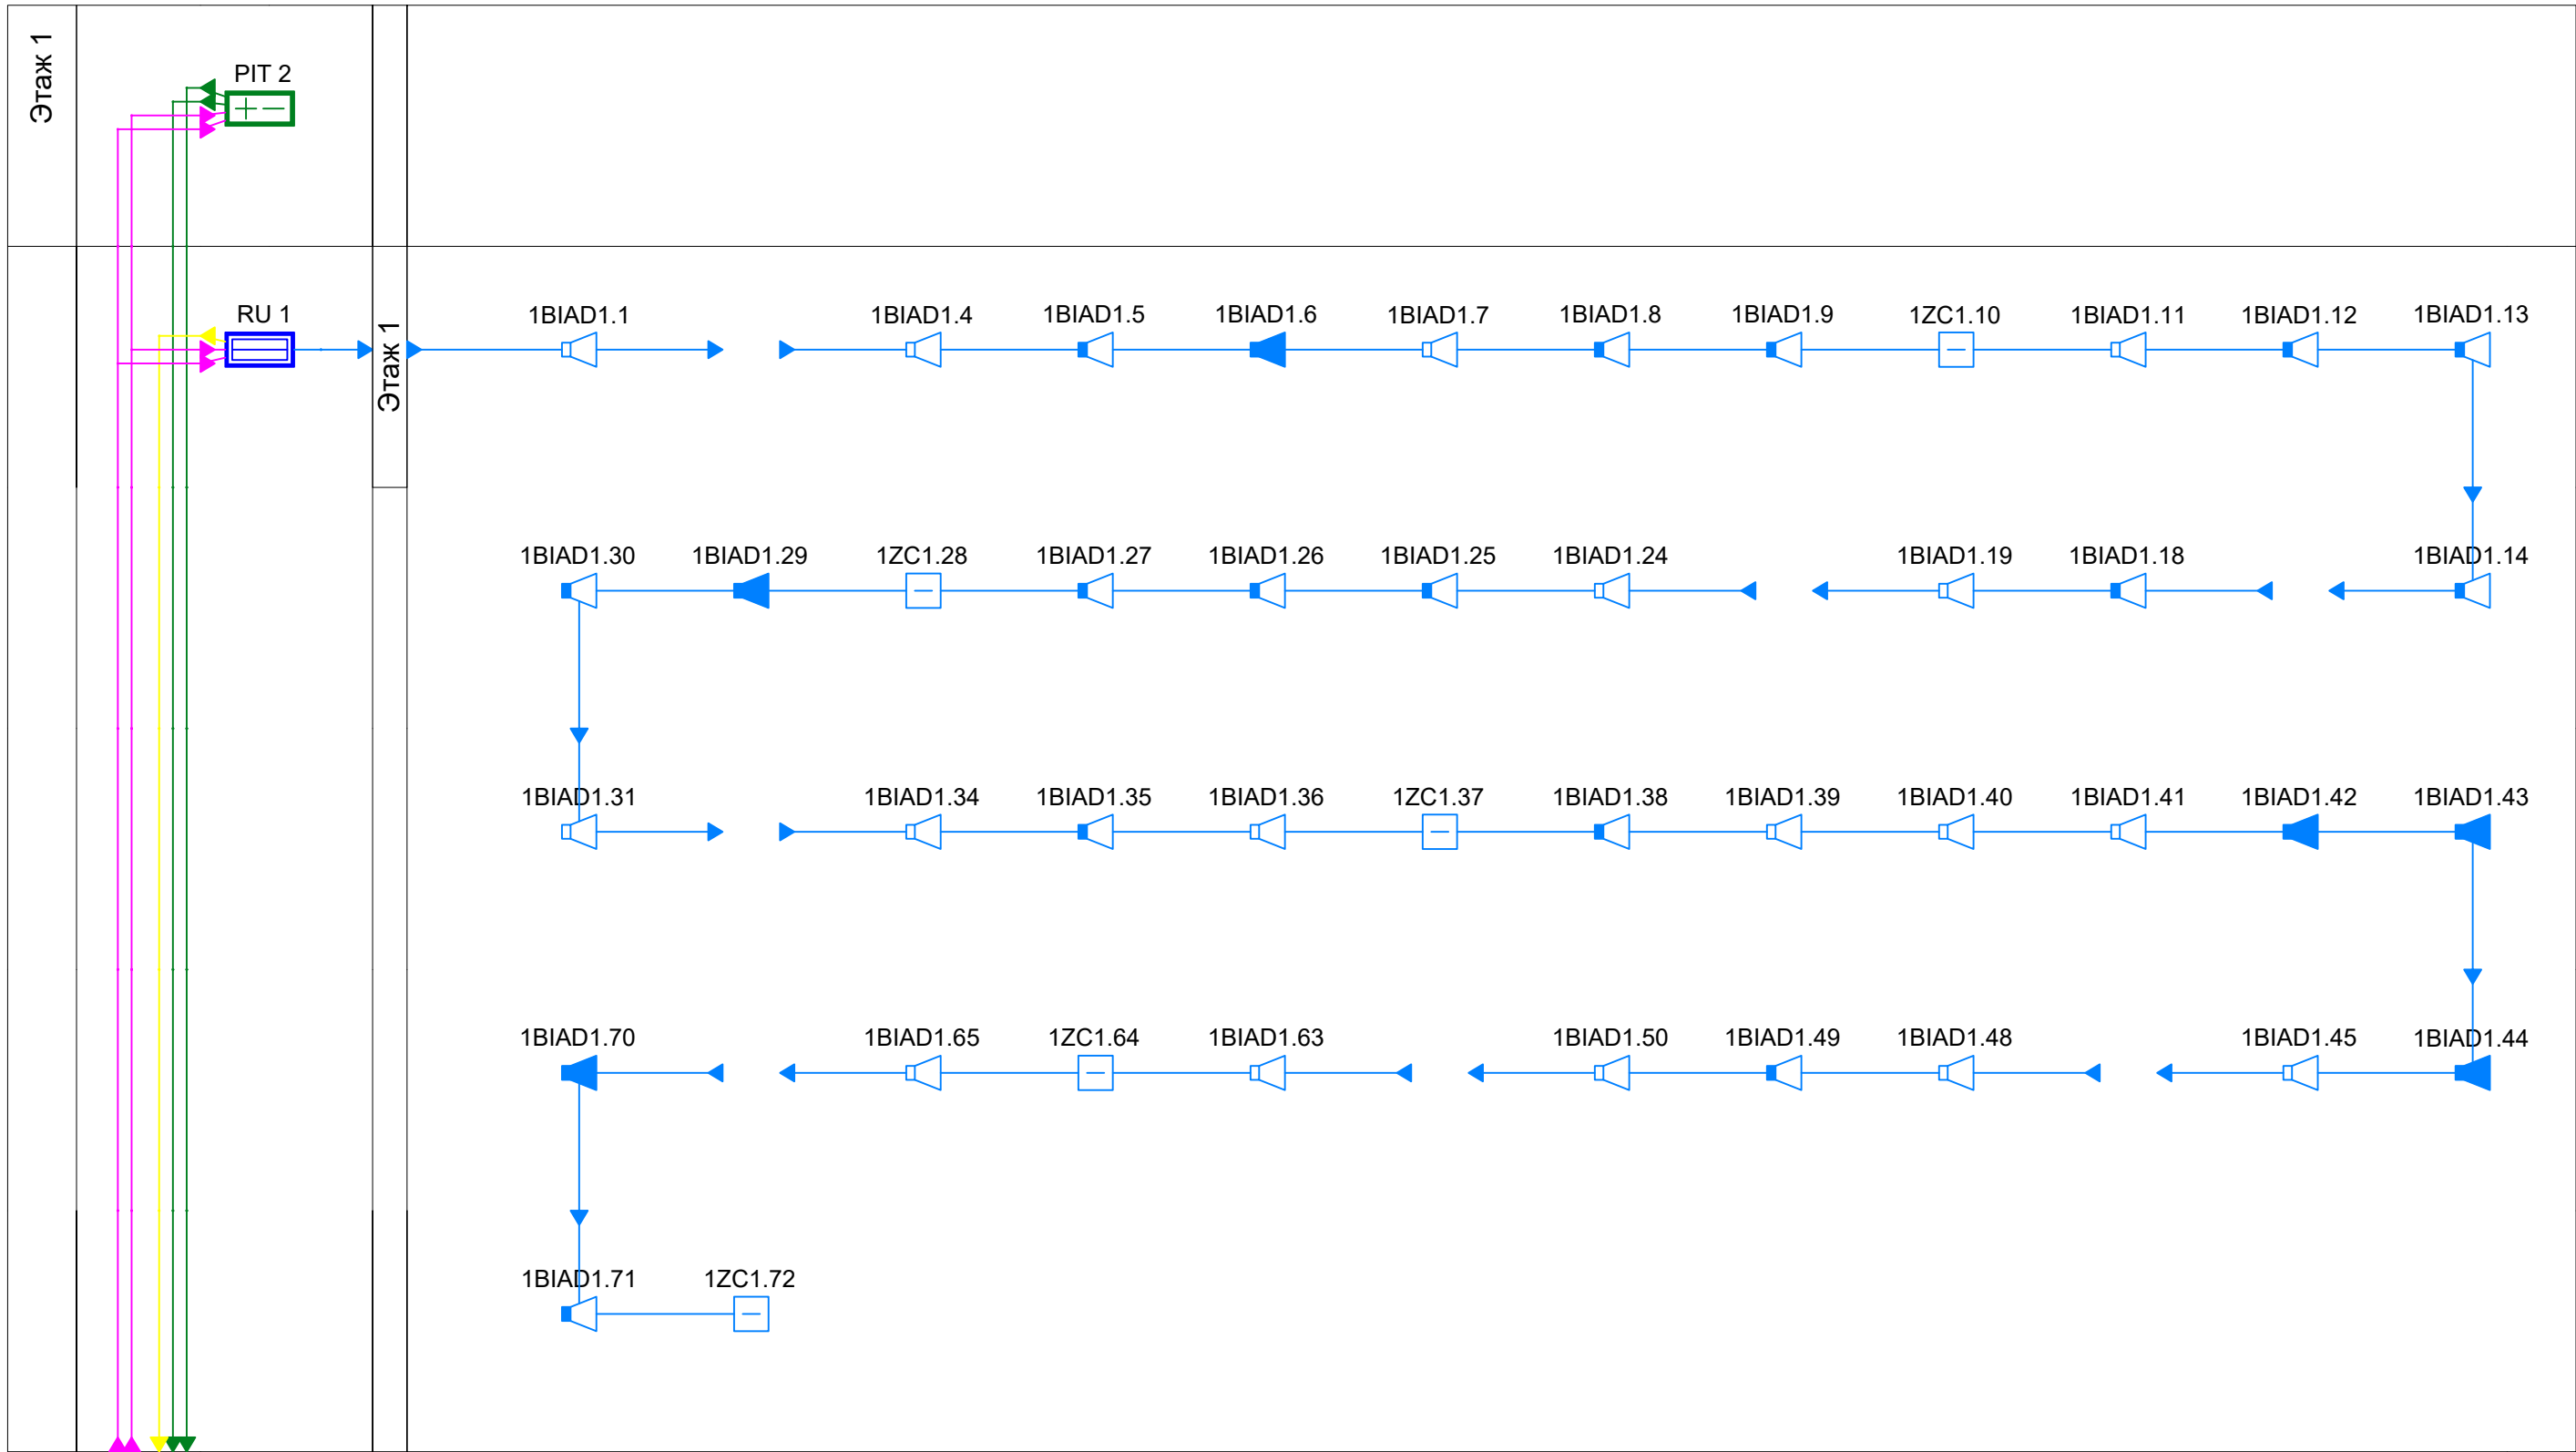 Этаж 1
PIT 2
RU 1
Этаж 1
1BIAD1.1 1BIAD1.4 1BIAD1.5 1BIAD1.6 1BIAD1.7 1BIAD1.8 1BIAD1.9 1ZC1.10 1BIAD1.11 1BIAD1.12 1BIAD1.13
1BIAD1.30 1BIAD1.29 1ZC1.28 1BIAD1.27 1BIAD1.26 1BIAD1.25 1BIAD1.24 1BIAD1.19 1BIAD1.18 1BIAD1.14
1BIAD1.31 1BIAD1.34 1BIAD1.35 1BIAD1.36 1ZC1.37 1BIAD1.38 1BIAD1.39 1BIAD1.40 1BIAD1.41 1BIAD1.42 1BIAD1.43
1BIAD1.70 1BIAD1.65 1ZC1.64 1BIAD1.63 1BIAD1.50 1BIAD1.49 1BIAD1.48 1BIAD1.45 1BIAD1.44
1BIAD1.71 1ZC1.72